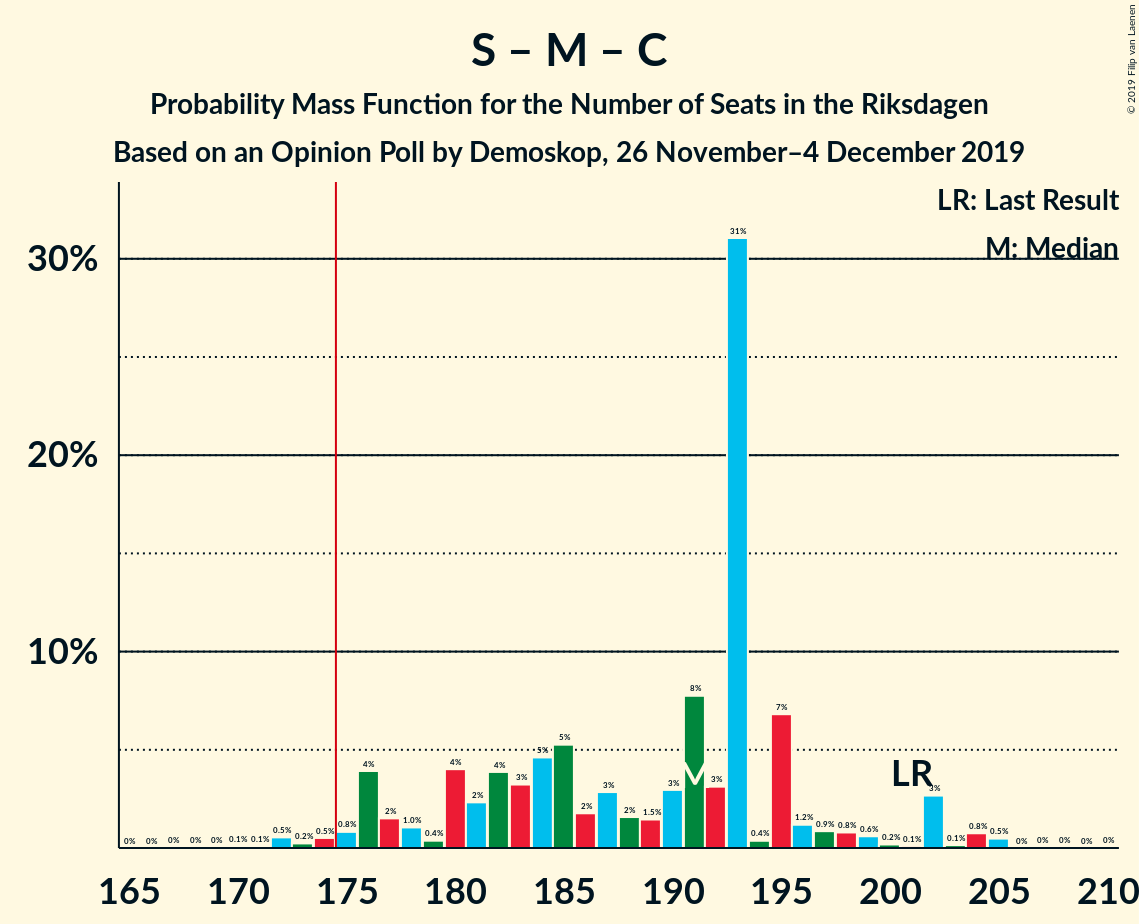 S – M – C
Probability Mass Function for the Number of Seats in the Riksdagen
Based on an Opinion Poll by Demoskop, 26 November–4 December 2019
© 2019 Filip van Laenen
LR: Last Result
M: Median
30%
20%
10%
0% 0% 0% 0% 0% 0.1% 0.1% 0.5% 0.2% 0.5% 0.8% 4% 2% 1.0% 0.4% 4% 2% 4% 3% 5% 5% 2% 3% 2% 1.5% 3% 8% 3% 31% 0.4% 7% 1.2% 0.9% 0.8% 0.6% 0.2% 0.1% 3% 0.1% 0.8% 0.5% 0% 0% 0% 0% 0%
M
LR
165 170 175 180 185 190 195 200 205 210